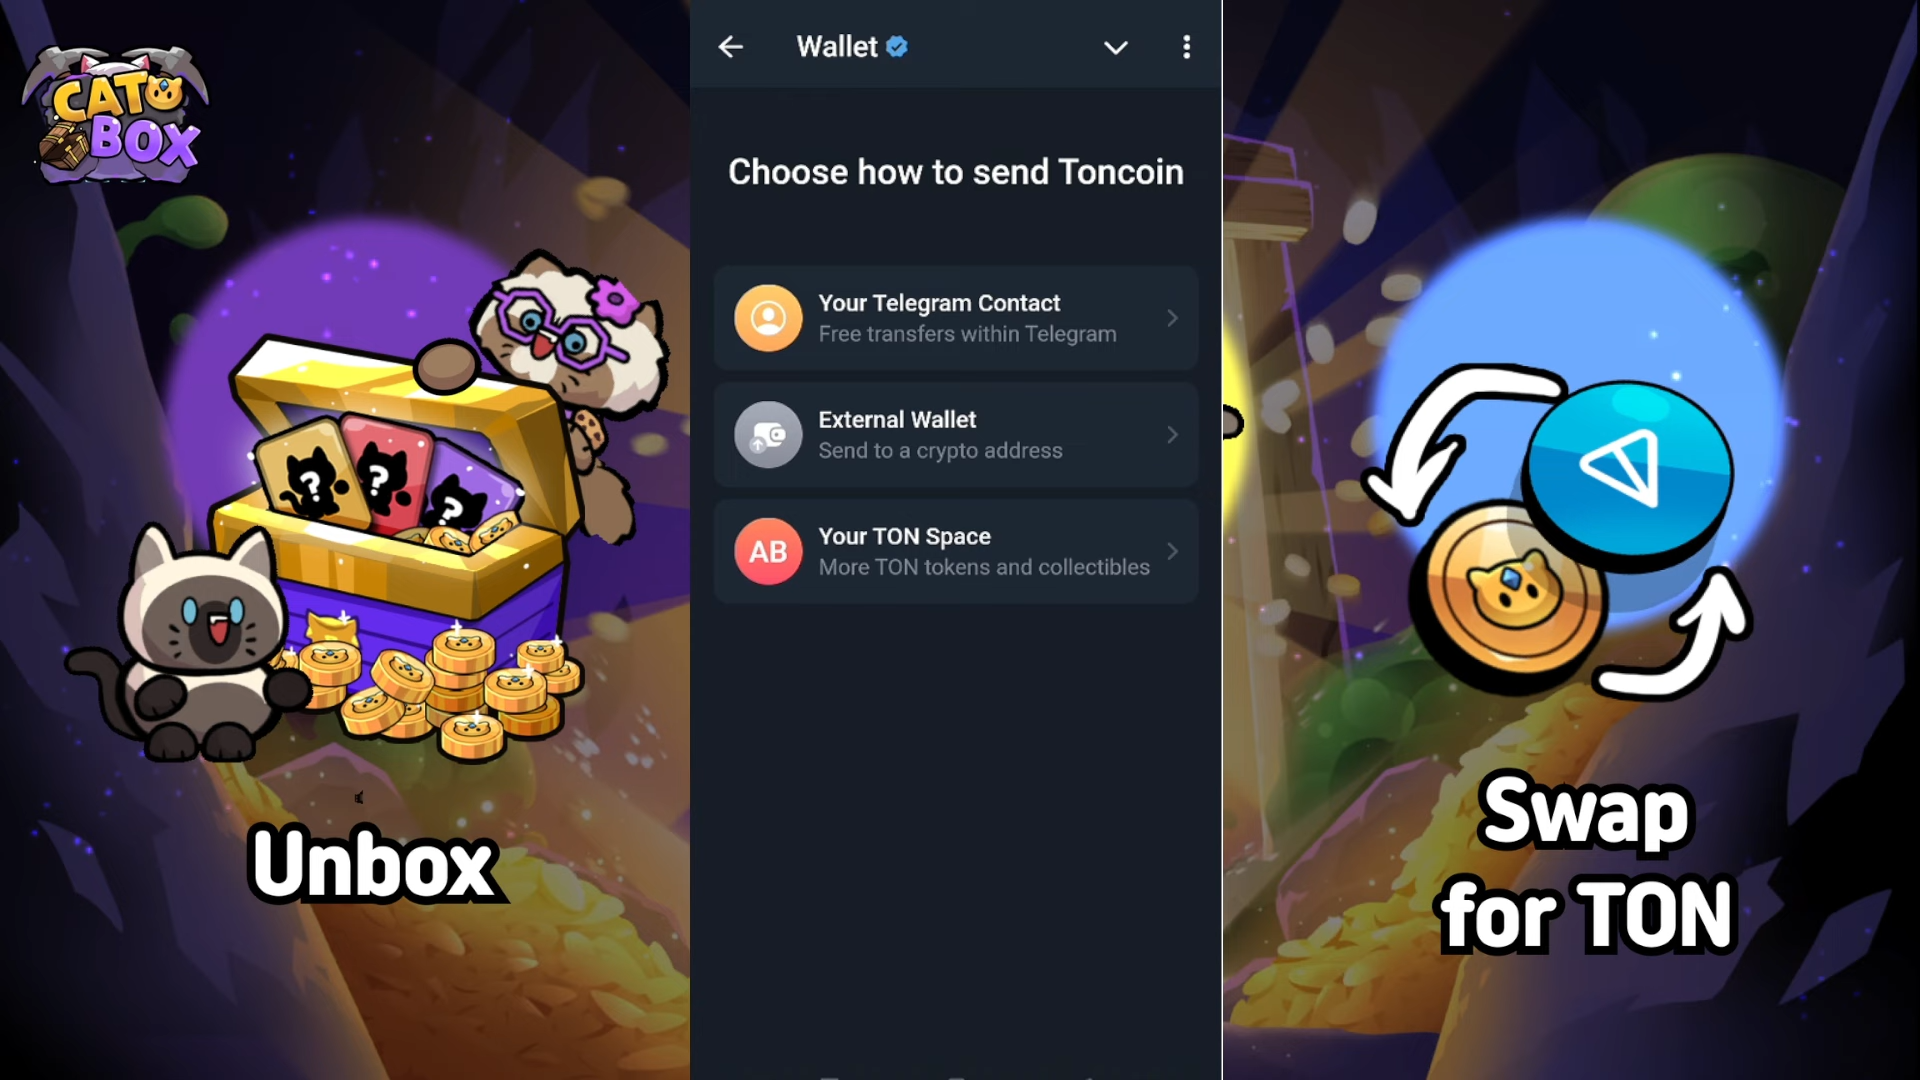 CATO
BOX
Unbox
Wallet
Choose how to send Toncoin
Your Telegram Contact
Free transfers within Telegram
External Wallet
Send to a crypto address
AB
Your TON Space
More TON tokens and collectibles
Swap
for TON